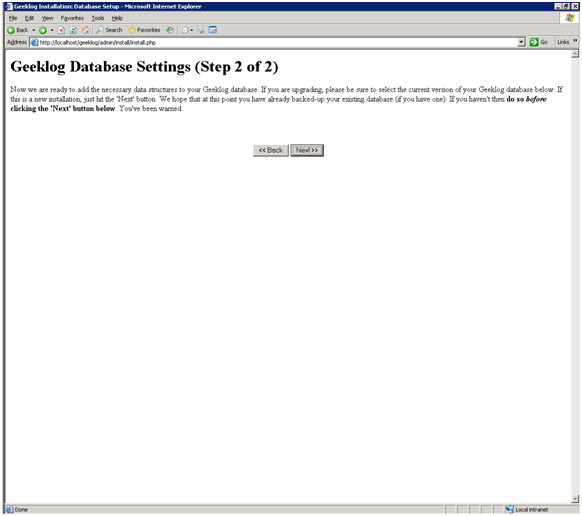 Geeklog Installation: Database Setup - Microsoft Internet Explorer
File Edit View Favorites Tools Help
Back Search Favorites
Address http://localhost/geeklog/admin/install/install.php Go Links »
Geeklog Database Settings (Step 2 of 2)
Now we are ready to add the necessary data structures to your Geeklog database. If you are upgrading, please be sure to select the current version of your Geeklog database below. If
this is a new installation, just hit the 'Next' button. We hope that at this point you have already backed-up your existing database (if you have one). If you haven't then do so before
clicking the 'Next' button below. You've been warned.
<< Back Next >>
Done Local intranet